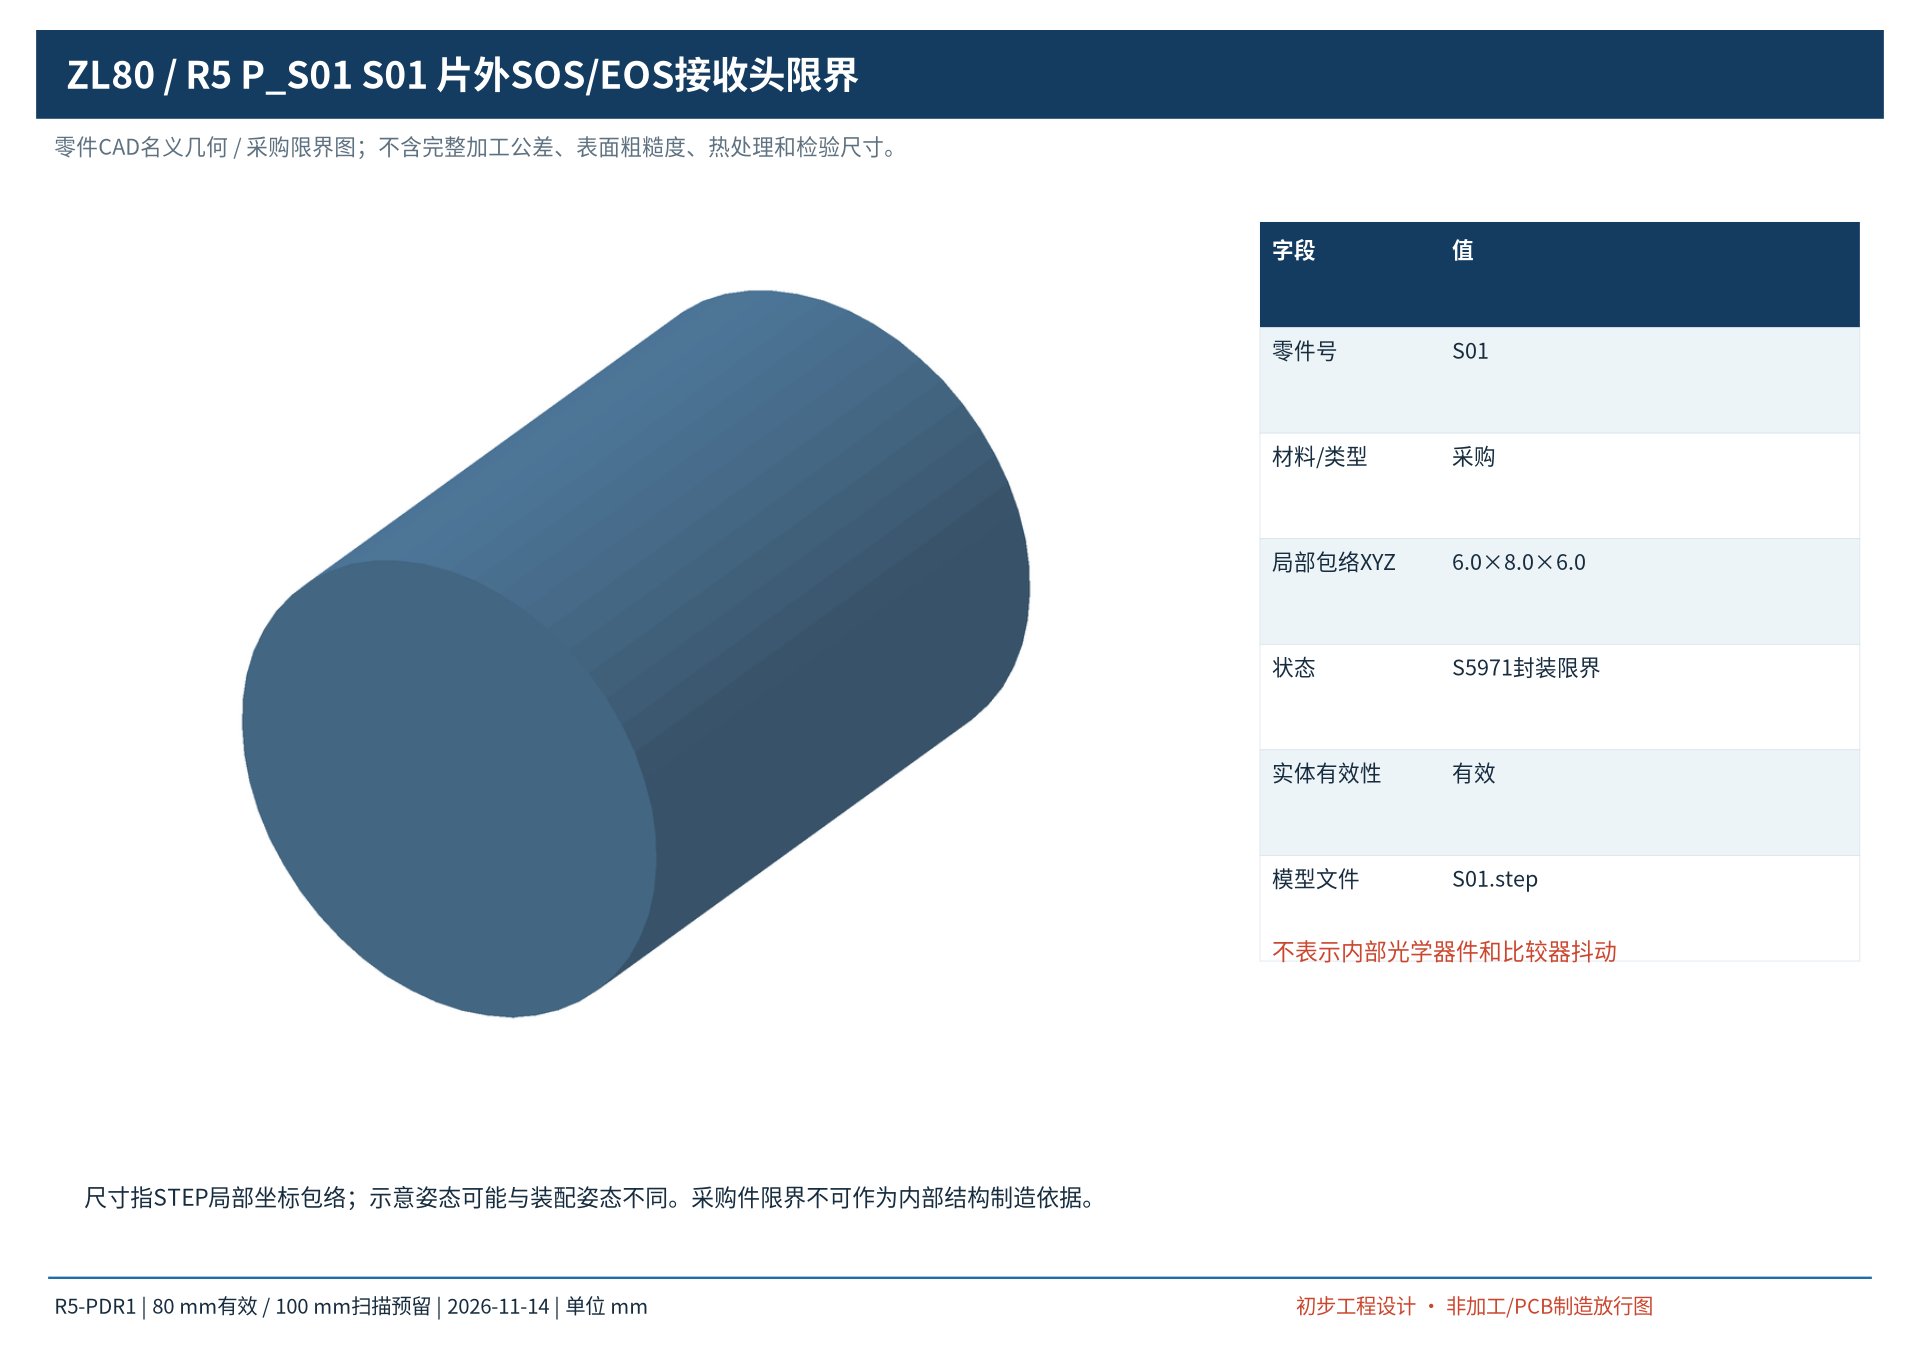 ZL80 / R5 P_S01 S01 片外SOS/EOS接收头限界
零件CAD名义几何 / 采购限界图；不含完整加工公差、表面粗糙度、热处理和检验尺寸。
字段 值
零件号 S01
材料/类型 采购
局部包络XYZ 6.0×8.0×6.0
状态 S5971封装限界
实体有效性 有效
模型文件 S01.step
不表示内部光学器件和比较器抖动
尺寸指STEP局部坐标包络；示意姿态可能与装配姿态不同。采购件限界不可作为内部结构制造依据。
R5-PDR1 | 80 mm有效 / 100 mm扫描预留 | 2026-11-14 | 单位 mm
初步工程设计 · 非加工/PCB制造放行图